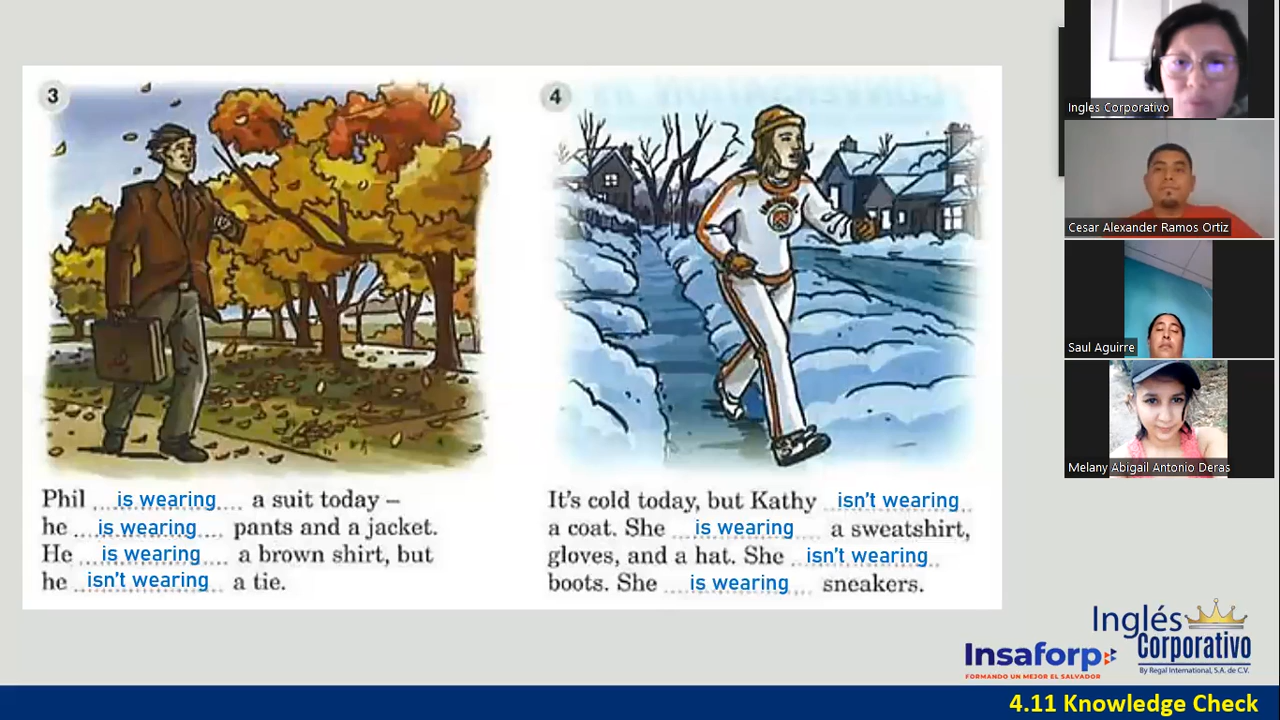 3
Phil is wearing a suit today –
he is wearing pants and a jacket.
He is wearing a brown shirt, but
he isn't wearing a tie.
4
It's cold today, but Kathy isn't wearing
a coat. She is wearing a sweatshirt,
gloves, and a hat. She isn't wearing
boots. She is wearing sneakers.
Ingles Corporativo
Cesar Alexander Ramos Ortiz
Saul Aguirre
Melany Abigail Antonio Deras
Inglés
Corporativo
By Regal International, S.A. de C.V.
Insaforp
FORMANDO UN MEJOR EL SALVADOR
4.11 Knowledge Check